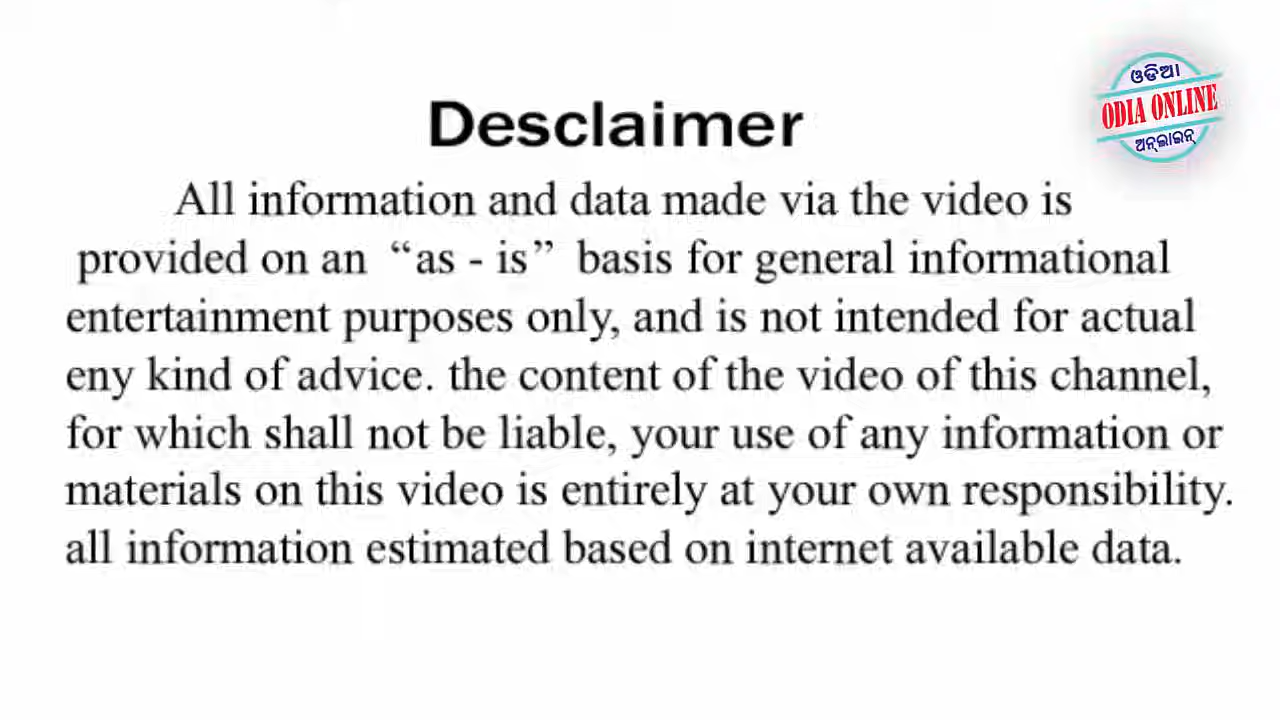 ଓଡିଆ
ODIA ONLINE
ଅନ୍‌ଲାଇନ୍
Desclaimer
All information and data made via the video is
provided on an “as - is” basis for general informational
entertainment purposes only, and is not intended for actual
eny kind of advice. the content of the video of this channel,
for which shall not be liable, your use of any information or
materials on this video is entirely at your own responsibility.
all information estimated based on internet available data.